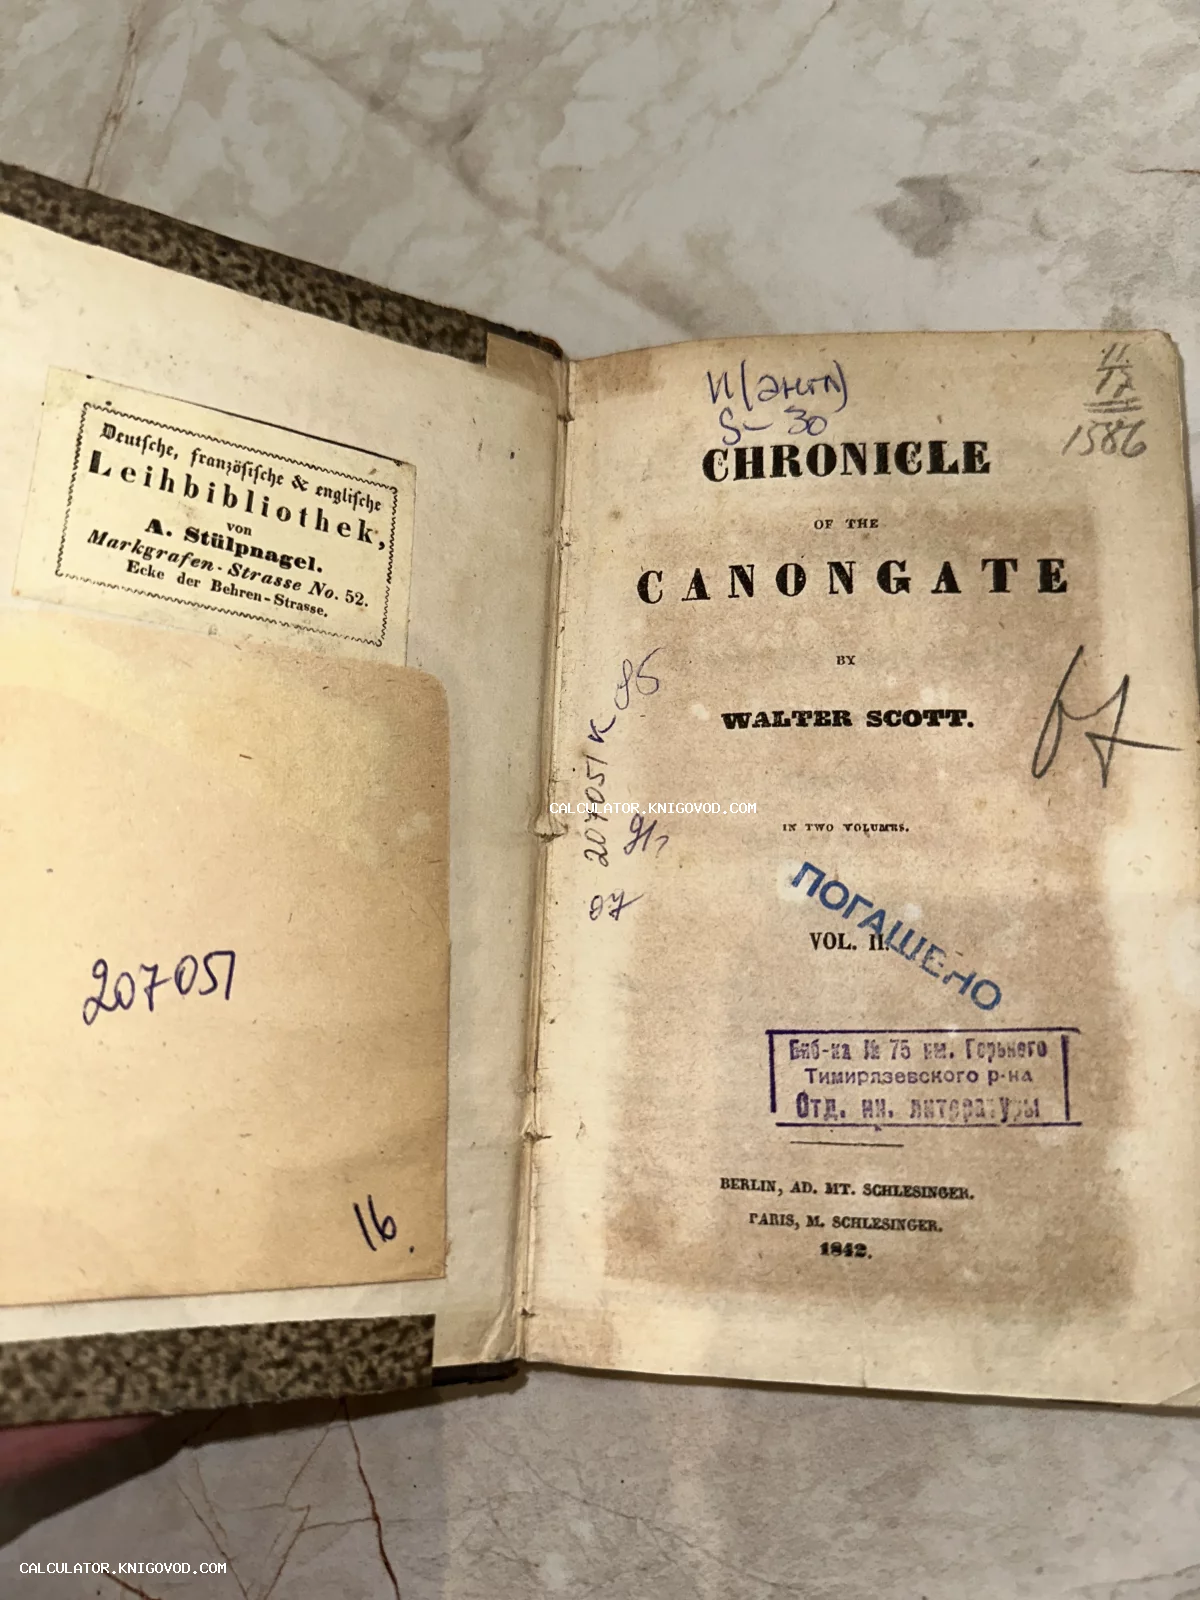 Deutsche, französische & englische
Leihbibliothek,
von
A. Stülpnagel.
Markgrafen-Strasse No. 52.
Ecke der Behren-Strasse.
207051
16.
И(англ)
S-30
1586
CHRONICLE
OF THE
CANONGATE
BY
WALTER SCOTT.
207051 к
IN TWO VOLUMES.
VOL. II.
ПОГАШЕНО
Биб-ка № 75 им. Горького
Тимирязевского р-на
Отд. ин. литературы
BERLIN, AD. MT. SCHLESINGER.
PARIS, M. SCHLESINGER.
1842.
CALCULATOR.KNIGOVOD.COM
CALCULATOR.KNIGOVOD.COM